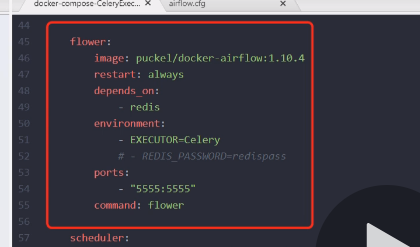 docker-compose-CeleryExec... × airflow.cfg ×
44
45 flower:
46 image: puckel/docker-airflow:1.10.4
47 restart: always
48 depends_on:
49 - redis
50 environment:
51 - EXECUTOR=Celery
52 # - REDIS_PASSWORD=redispass
53 ports:
54 - "5555:5555"
55 command: flower
56
57 scheduler: